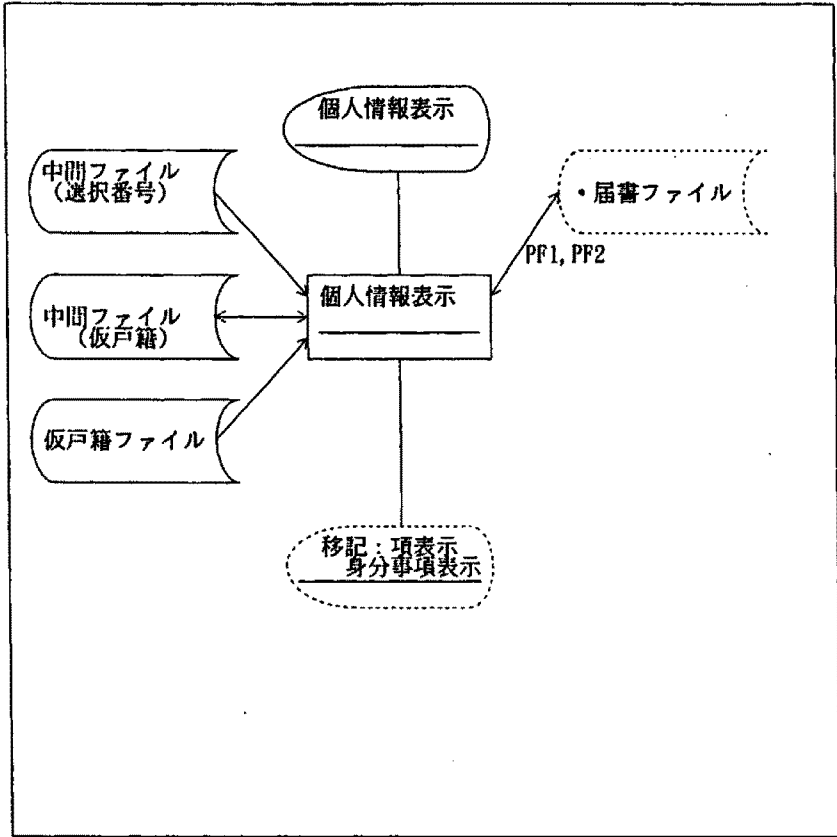 個人情報表示
中間ファイル
(選択番号)
・届書ファイル
PF1, PF2
個人情報表示
中間ファイル
(仮戸籍)
仮戸籍ファイル
移記:項表示
身分事項表示